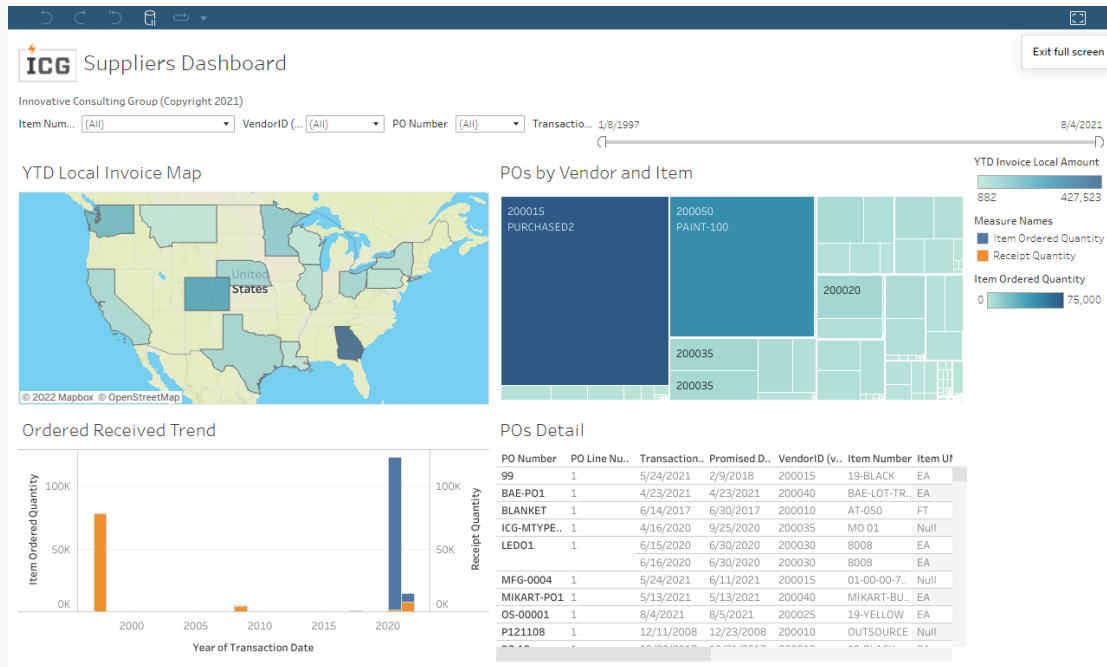 Exit full screen
ICG Suppliers Dashboard
Innovative Consulting Group (Copyright 2021)
Item Num... (All) VendorID (... (All) PO Number (All) Transactio... 1/8/1997 8/4/2021
YTD Local Invoice Map
United
States
© 2022 Mapbox © OpenStreetMap
POs by Vendor and Item
200015
PURCHASED2
200050
PAINT-100
200020
200035
200035
YTD Invoice Local Amount
882 427,523
Measure Names
Item Ordered Quantity
Receipt Quantity
Item Ordered Quantity
0 75,000
Ordered Received Trend
Item Ordered Quantity
100K
50K
0K
100K
50K
0K
Receipt Quantity
2000 2005 2010 2015 2020
Year of Transaction Date
POs Detail
PO Number PO Line Nu.. Transaction.. Promised D.. VendorID (v.. Item Number Item UM
99 1 5/24/2021 2/9/2018 200015 19-BLACK EA
BAE-PO1 1 4/23/2021 4/23/2021 200040 BAE-LOT-TR.. EA
BLANKET 1 6/14/2017 6/30/2017 200010 AT-050 FT
ICG-MTYPE.. 1 4/16/2020 9/25/2020 200035 MO 01 Null
LEDO1 1 6/15/2020 6/30/2020 200030 8008 EA
6/16/2020 6/30/2020 200030 8008 EA
MFG-0004 1 5/24/2021 6/11/2021 200015 01-00-00-7.. Null
MIKART-PO1 1 5/13/2021 5/13/2021 200040 MIKART-BU.. EA
OS-00001 1 8/4/2021 8/5/2021 200025 19-YELLOW EA
P121108 1 12/11/2008 12/23/2008 200010 OUTSOURCE Null